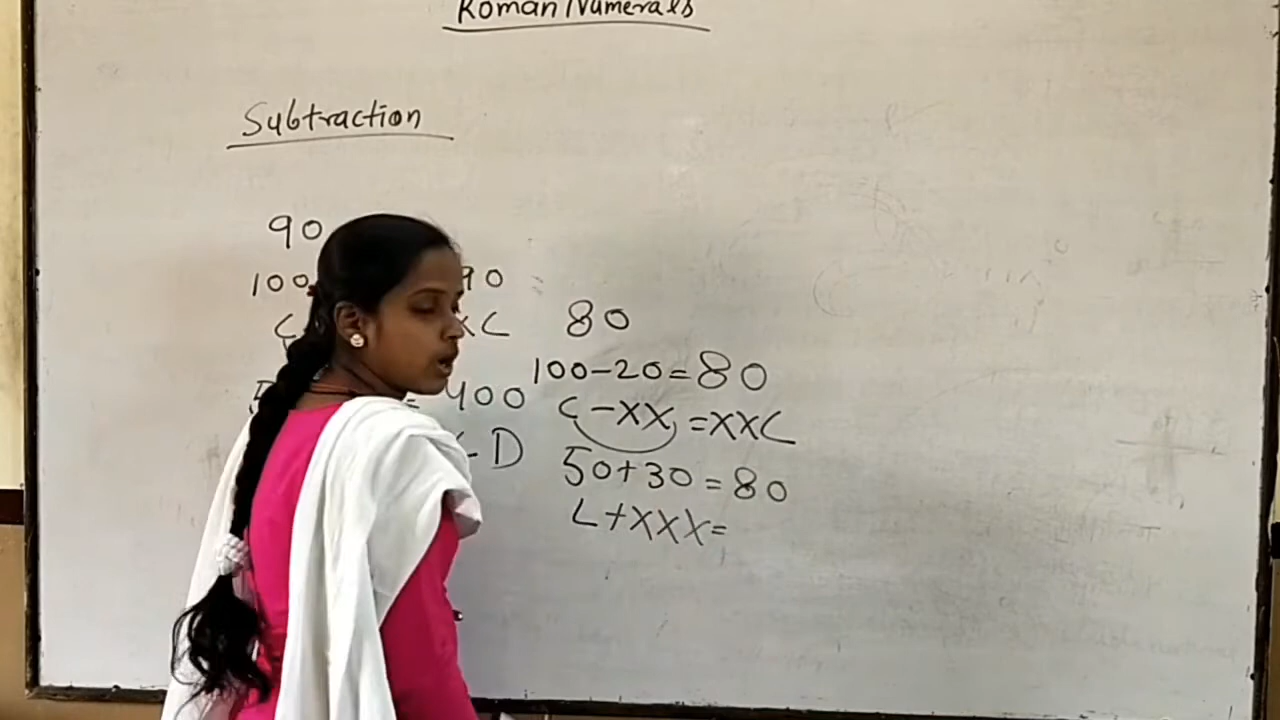 Roman Numerals
Subtraction
90
100 90
C XC
= 400
D
80
100-20=80
C-XX=XXC
50+30=80
L+XXX=